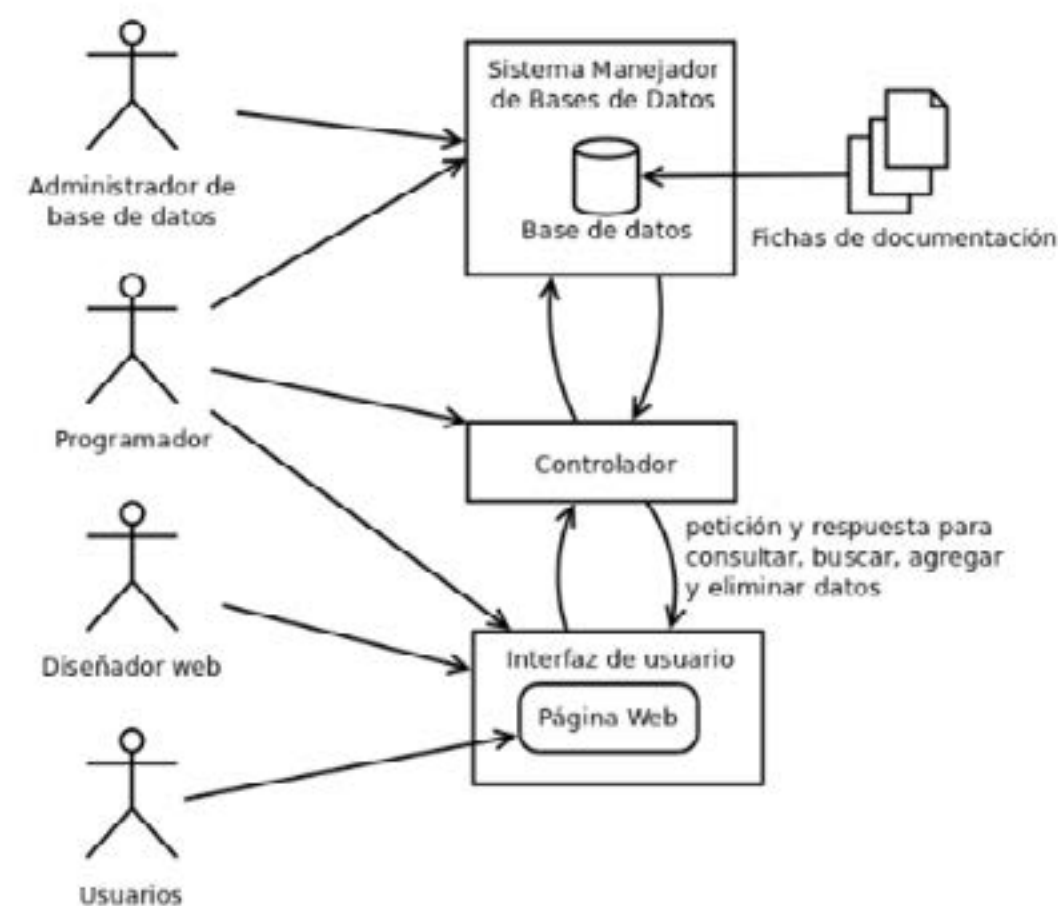 Sistema Manejador
de Bases de Datos
Base de datos
Fichas de documentación
Administrador de
base de datos
Programador
Controlador
petición y respuesta para
consultar, buscar, agregar
y eliminar datos
Diseñador web
Interfaz de usuario
Página Web
Usuarios